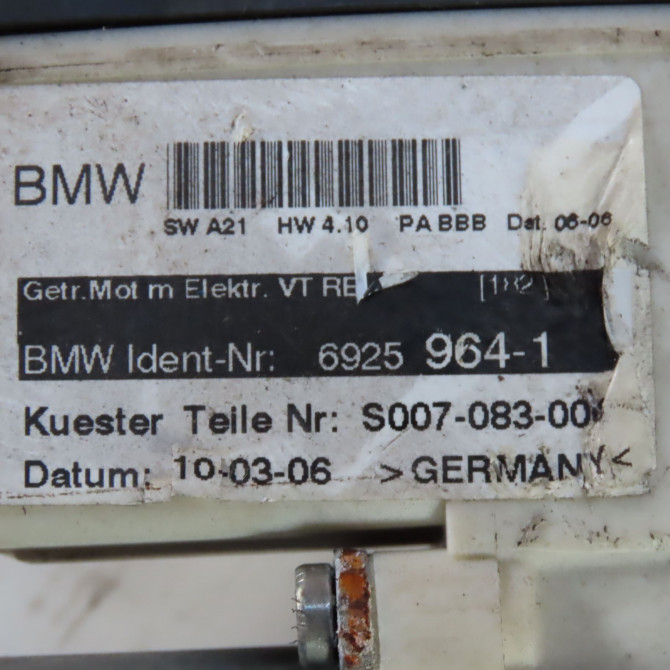 BMW
SW A21 HW 4.10 PA BBB Dat. 06-06
Getr.Mot m Elektr. VT RE
BMW Ident-Nr: 6925 964-1
Kuester Teile Nr: S007-083-00
Datum: 10-03-06 >GERMANY<